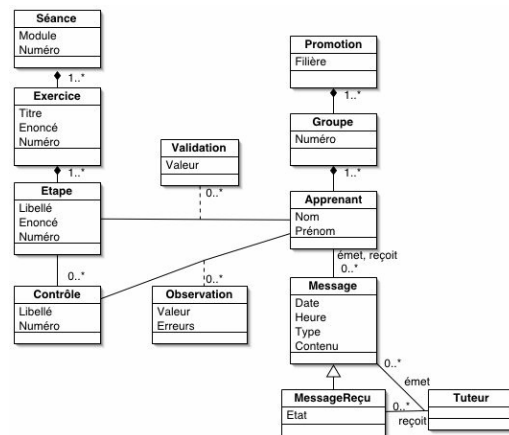 Séance
Module
Numéro
1..*
Exercice
Titre
Enoncé
Numéro
1..*
Etape
Libellé
Enoncé
Numéro
0..*
Contrôle
Libellé
Numéro
Validation
Valeur
0..*
0..*
Observation
Valeur
Erreurs
Promotion
Filière
1..*
Groupe
Numéro
1..*
Apprenant
Nom
Prénom
émet, reçoit
0..*
Message
Date
Heure
Type
Contenu
0..*
émet
MessageReçu
Etat
0..*
reçoit
Tuteur